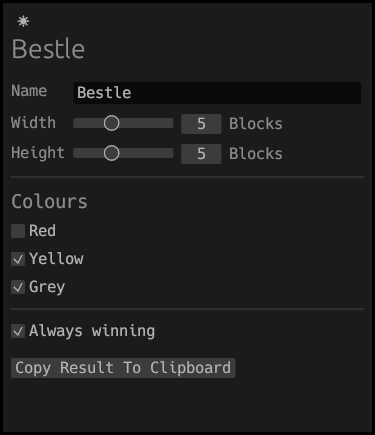 Bestle
Name Bestle
Width 5 Blocks
Height 5 Blocks
Colours
Red
Yellow
Grey
Always winning
Copy Result To Clipboard